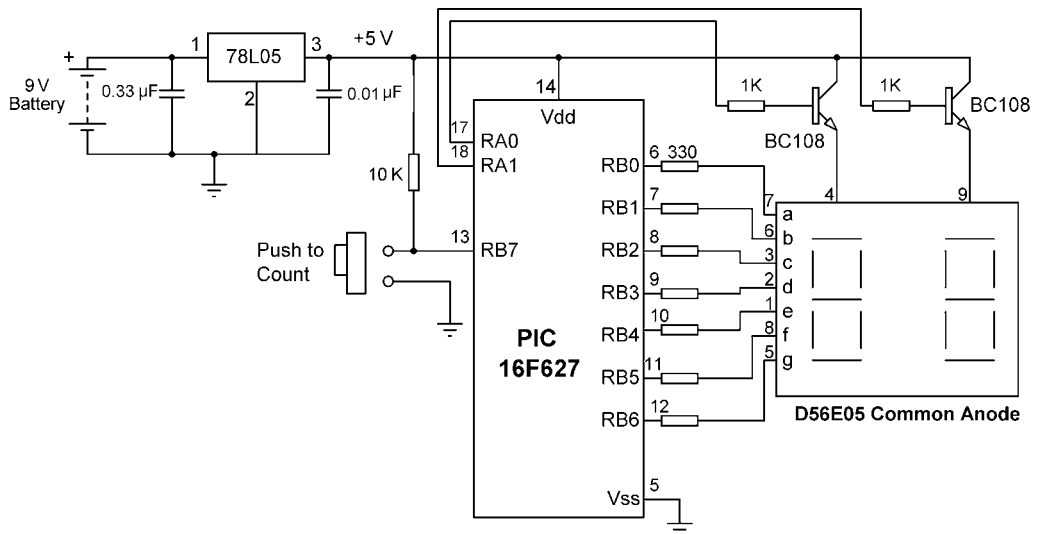 +5 V
1
78L05
3
+
9 V
Battery
0.33 µF
2
0.01 µF
14
Vdd
1K
BC108
1K
BC108
17
RA0
18
RA1
10 K
13
RB7
Push to
Count
PIC
16F627
RB0
6
330
RB1
7
RB2
8
RB3
9
RB4
10
RB5
11
RB6
12
Vss
5
4
9
7
a
6
b
3
c
2
d
1
e
8
f
5
g
D56E05 Common Anode